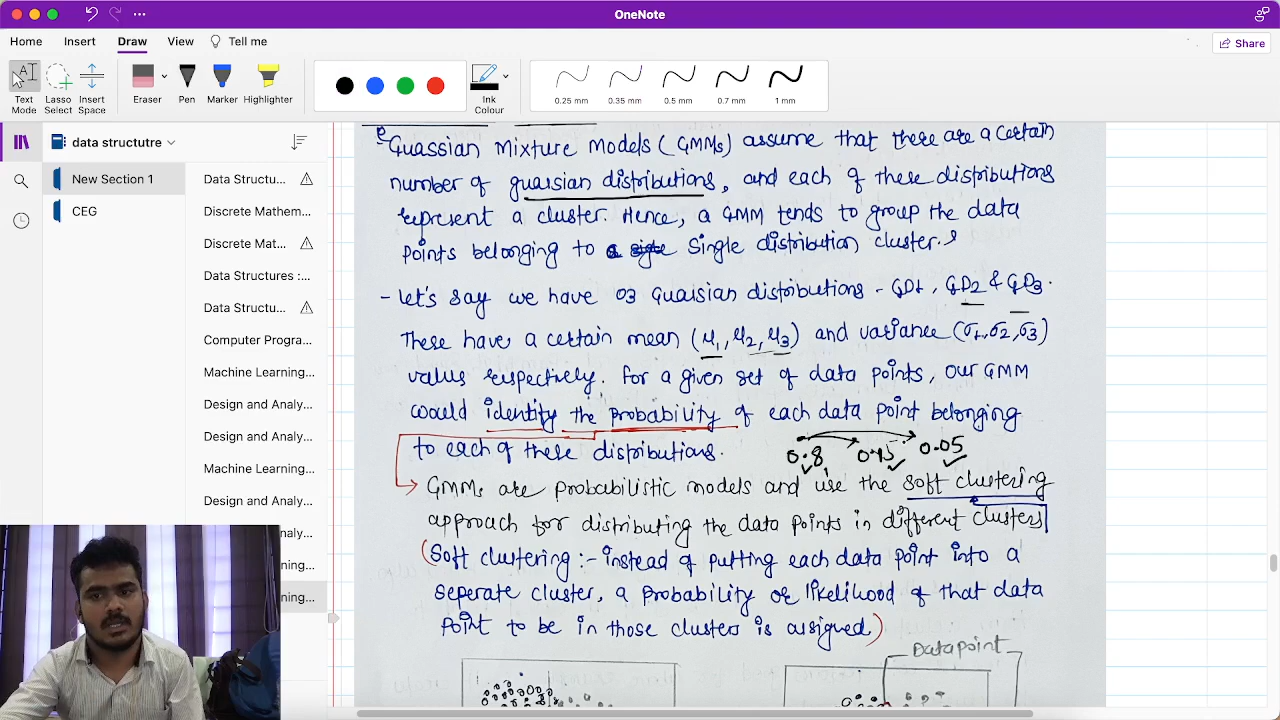 OneNote
Home Insert Draw View Tell me
Share
Text Mode
Lasso Select
Insert Space
Eraser
Pen
Marker
Highlighter
Ink Colour
0.25 mm 0.35 mm 0.5 mm 0.7 mm 1 mm
data structutre
New Section 1
CEG
Data Structu...
Discrete Mathem...
Discrete Mat...
Data Structures :...
Data Structu...
Computer Progra...
Machine Learning...
Design and Analy...
Design and Analy...
Machine Learning...
Design and Analy...
Guassian Mixture Models (GMMs) assume that there are a certain
number of guassian distributions, and each of these distributions
represent a cluster. Hence, a GMM tends to group the data
points belonging to a single distribution cluster.
- Let's say we have 03 Guassian distributions - GD1, GD2 & GD3.
These have a certain mean (μ1, μ2, μ3) and variance (σ1, σ2, σ3)
value respectively. For a given set of data points, our GMM
would identify the probability of each data point belonging
to each of these distributions.
0.8 0.15 0.05
GMMs are probabilistic models and use the soft clustering
approach for distributing the data points in different clusters
(Soft clustering :- instead of putting each data point into a
seperate cluster, a probability or likelihood of that data
point to be in those clusters is assigned)
Datapoint